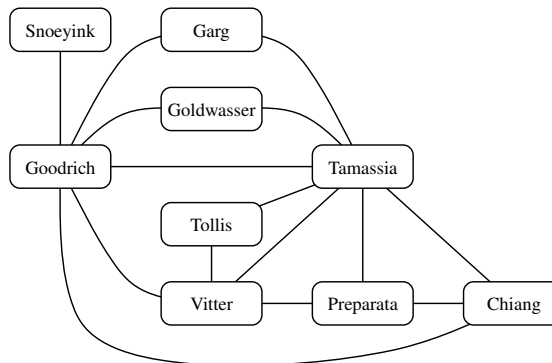 Snoeyink
Garg
Goldwasser
Goodrich
Tamassia
Tollis
Vitter
Preparata
Chiang